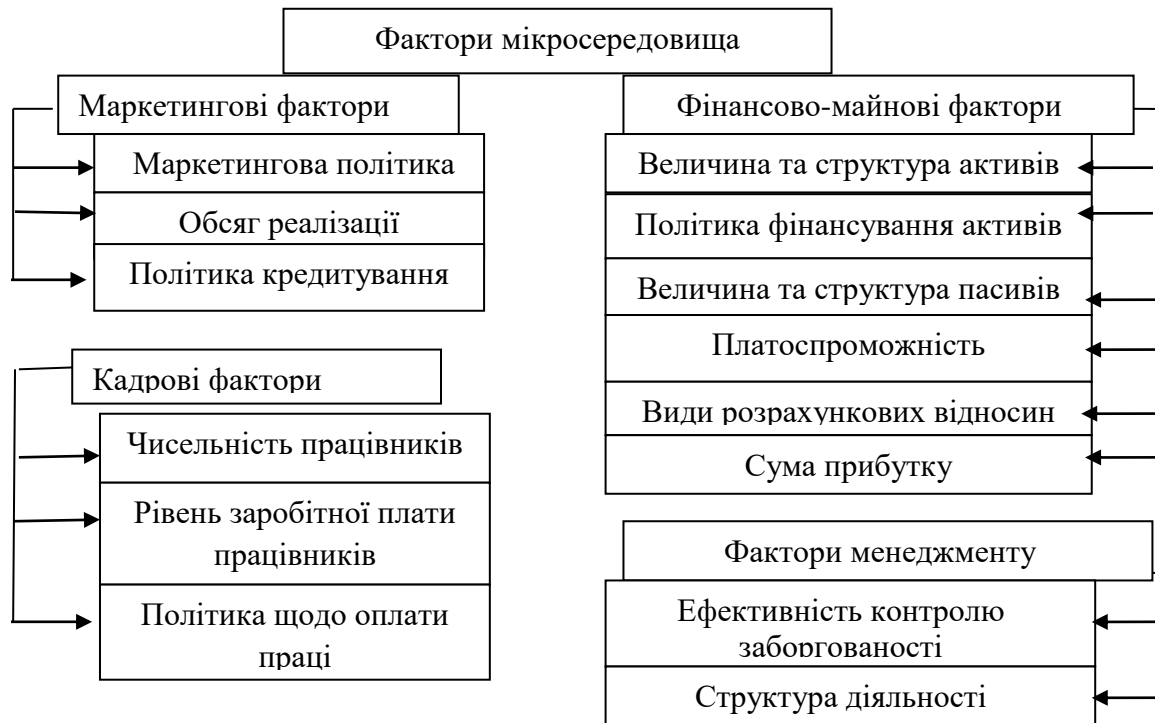 Фактори мікросередовища
Маркетингові фактори
Маркетингова політика
Обсяг реалізації
Політика кредитування
Кадрові фактори
Чисельність працівників
Рівень заробітної плати
працівників
Політика щодо оплати
праці
Фінансово-майнові фактори
Величина та структура активів
Політика фінансування активів
Величина та структура пасивів
Платоспроможність
Види розрахункових відносин
Сума прибутку
Фактори менеджменту
Ефективність контролю
заборгованості
Структура діяльності